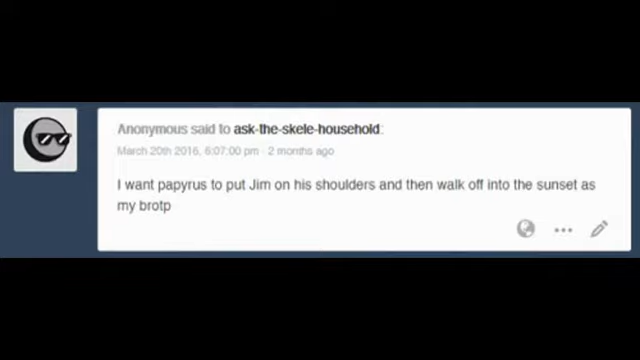 Anonymous said to ask-the-skele-household:
March 20th 2016, 6:07:00 pm · 2 months ago
I want papyrus to put Jim on his shoulders and then walk off into the sunset as
my brotp